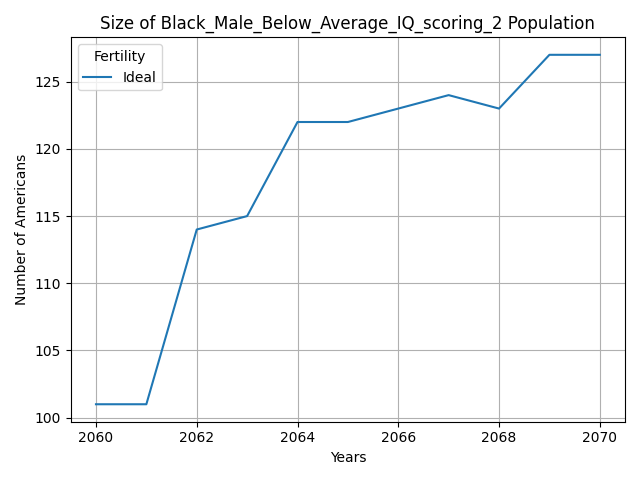 Size of Black_Male_Below_Average_IQ_scoring_2 Population
Fertility
Ideal
Number of Americans
125
120
115
110
105
100
2060 2062 2064 2066 2068 2070
Years